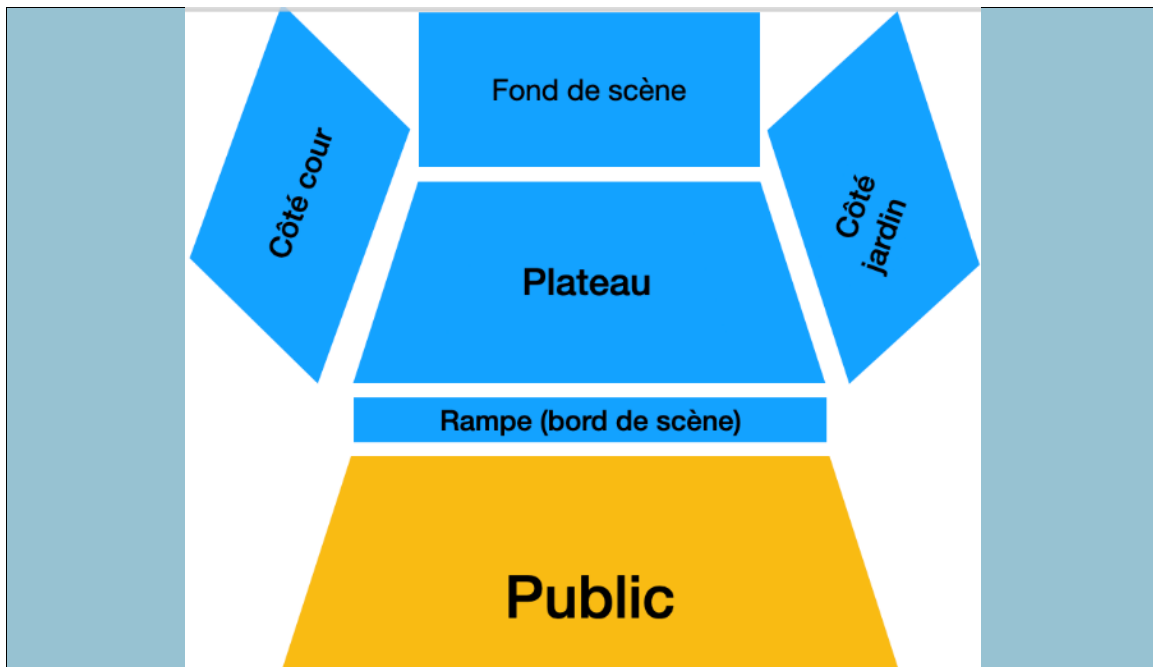 Fond de scène
Côté cour
Côté
jardin
Plateau
Rampe (bord de scène)
Public